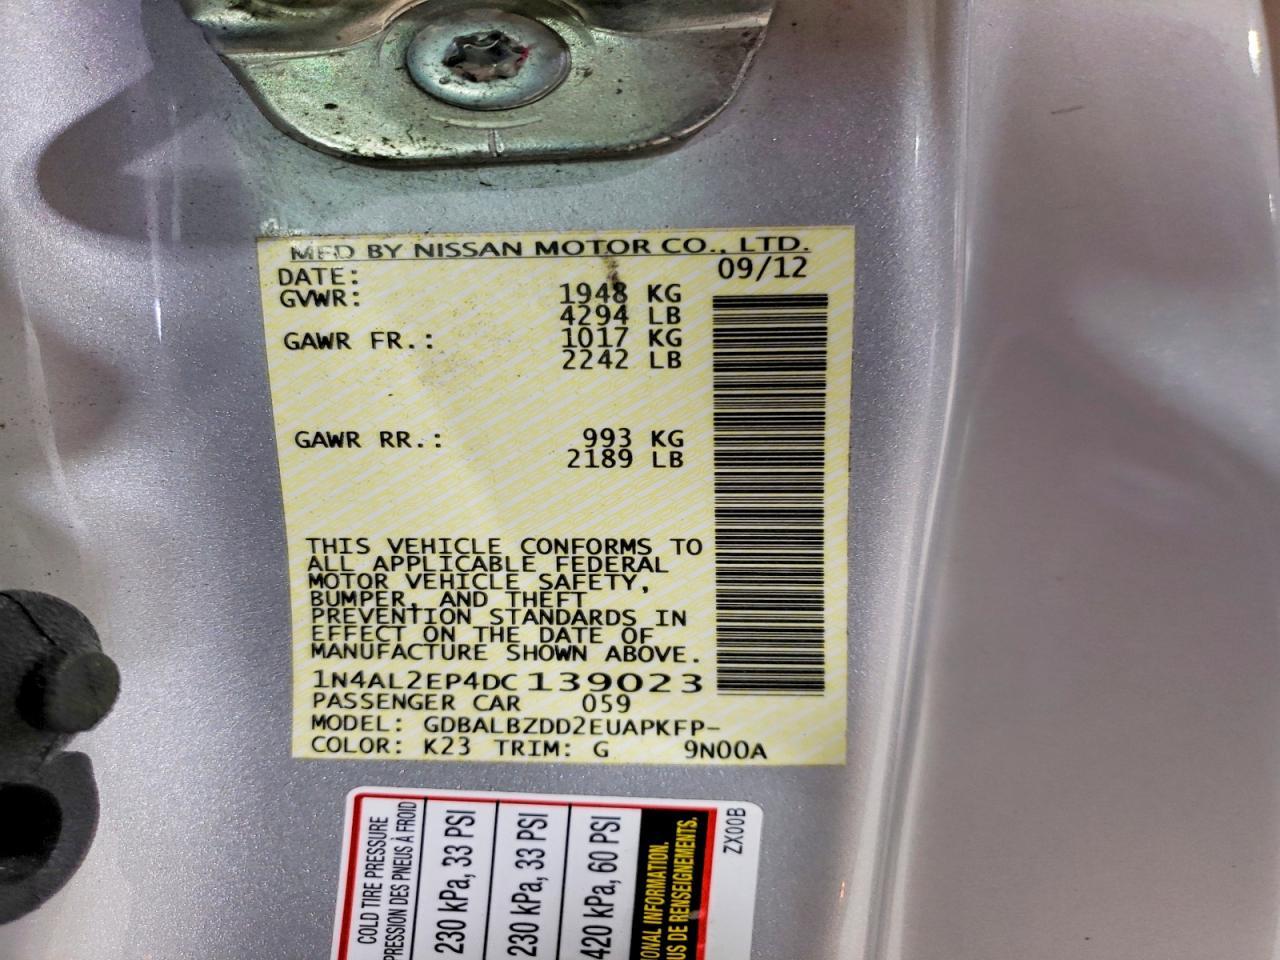 MFD BY NISSAN MOTOR CO., LTD.
DATE: 09/12
GVWR: 1948 KG
4294 LB
GAWR FR.: 1017 KG
2242 LB
GAWR RR.: 993 KG
2189 LB
THIS VEHICLE CONFORMS TO
ALL APPLICABLE FEDERAL
MOTOR VEHICLE SAFETY,
BUMPER, AND THEFT
PREVENTION STANDARDS IN
EFFECT ON THE DATE OF
MANUFACTURE SHOWN ABOVE.
1N4AL2EP4DC139023
PASSENGER CAR 059
MODEL: GDBALBZDD2EUAPKFP-
COLOR: K23 TRIM: G 9N00A
COLD TIRE PRESSURE
PRESSION DES PNEUS À FROID
230 kPa, 33 PSI
230 kPa, 33 PSI
420 kPa, 60 PSI
INFORMATION.
DE RENSEIGNEMENTS.
ZX00B